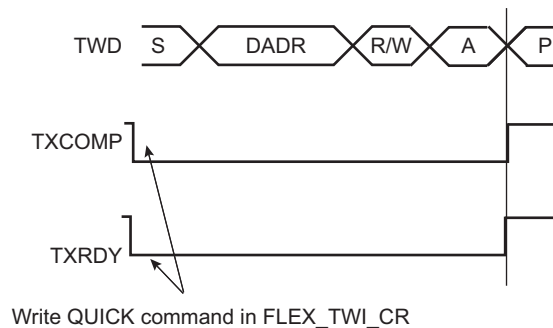 TWD S DADR R/W A P
TXCOMP
TXRDY
Write QUICK command in FLEX_TWI_CR